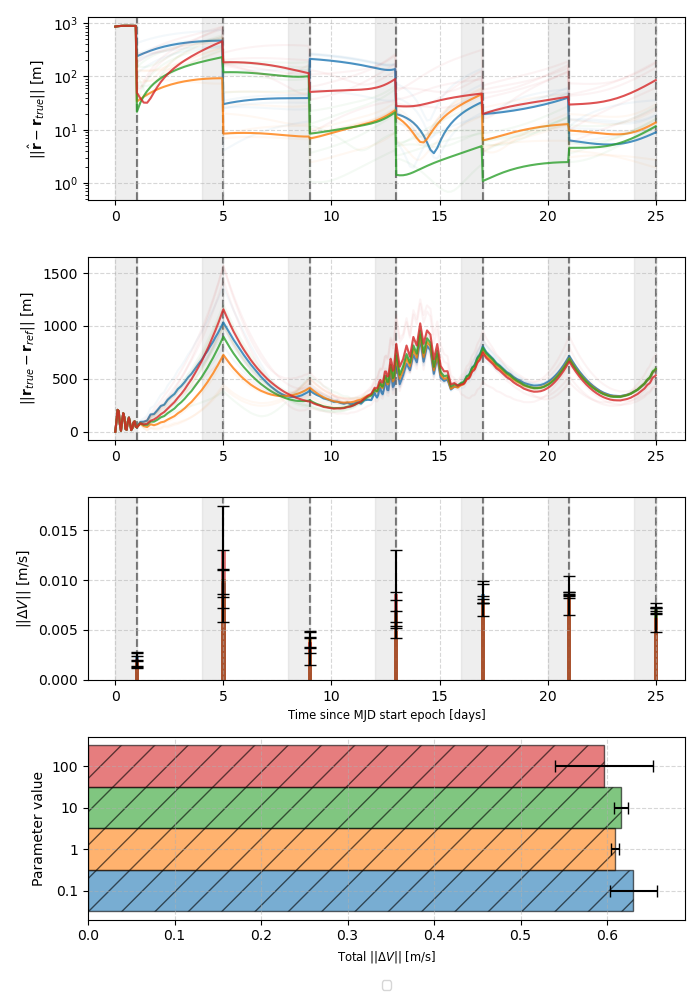 10³
10²
10¹
10⁰
||r̂ − r_true|| [m]
0 5 10 15 20 25
1500
1000
500
0
||r_true − r_ref|| [m]
0 5 10 15 20 25
0.015
0.010
0.005
0.000
||ΔV|| [m/s]
0 5 10 15 20 25
Time since MJD start epoch [days]
100
10
1
0.1
Parameter value
0.0 0.1 0.2 0.3 0.4 0.5 0.6
Total ||ΔV|| [m/s]